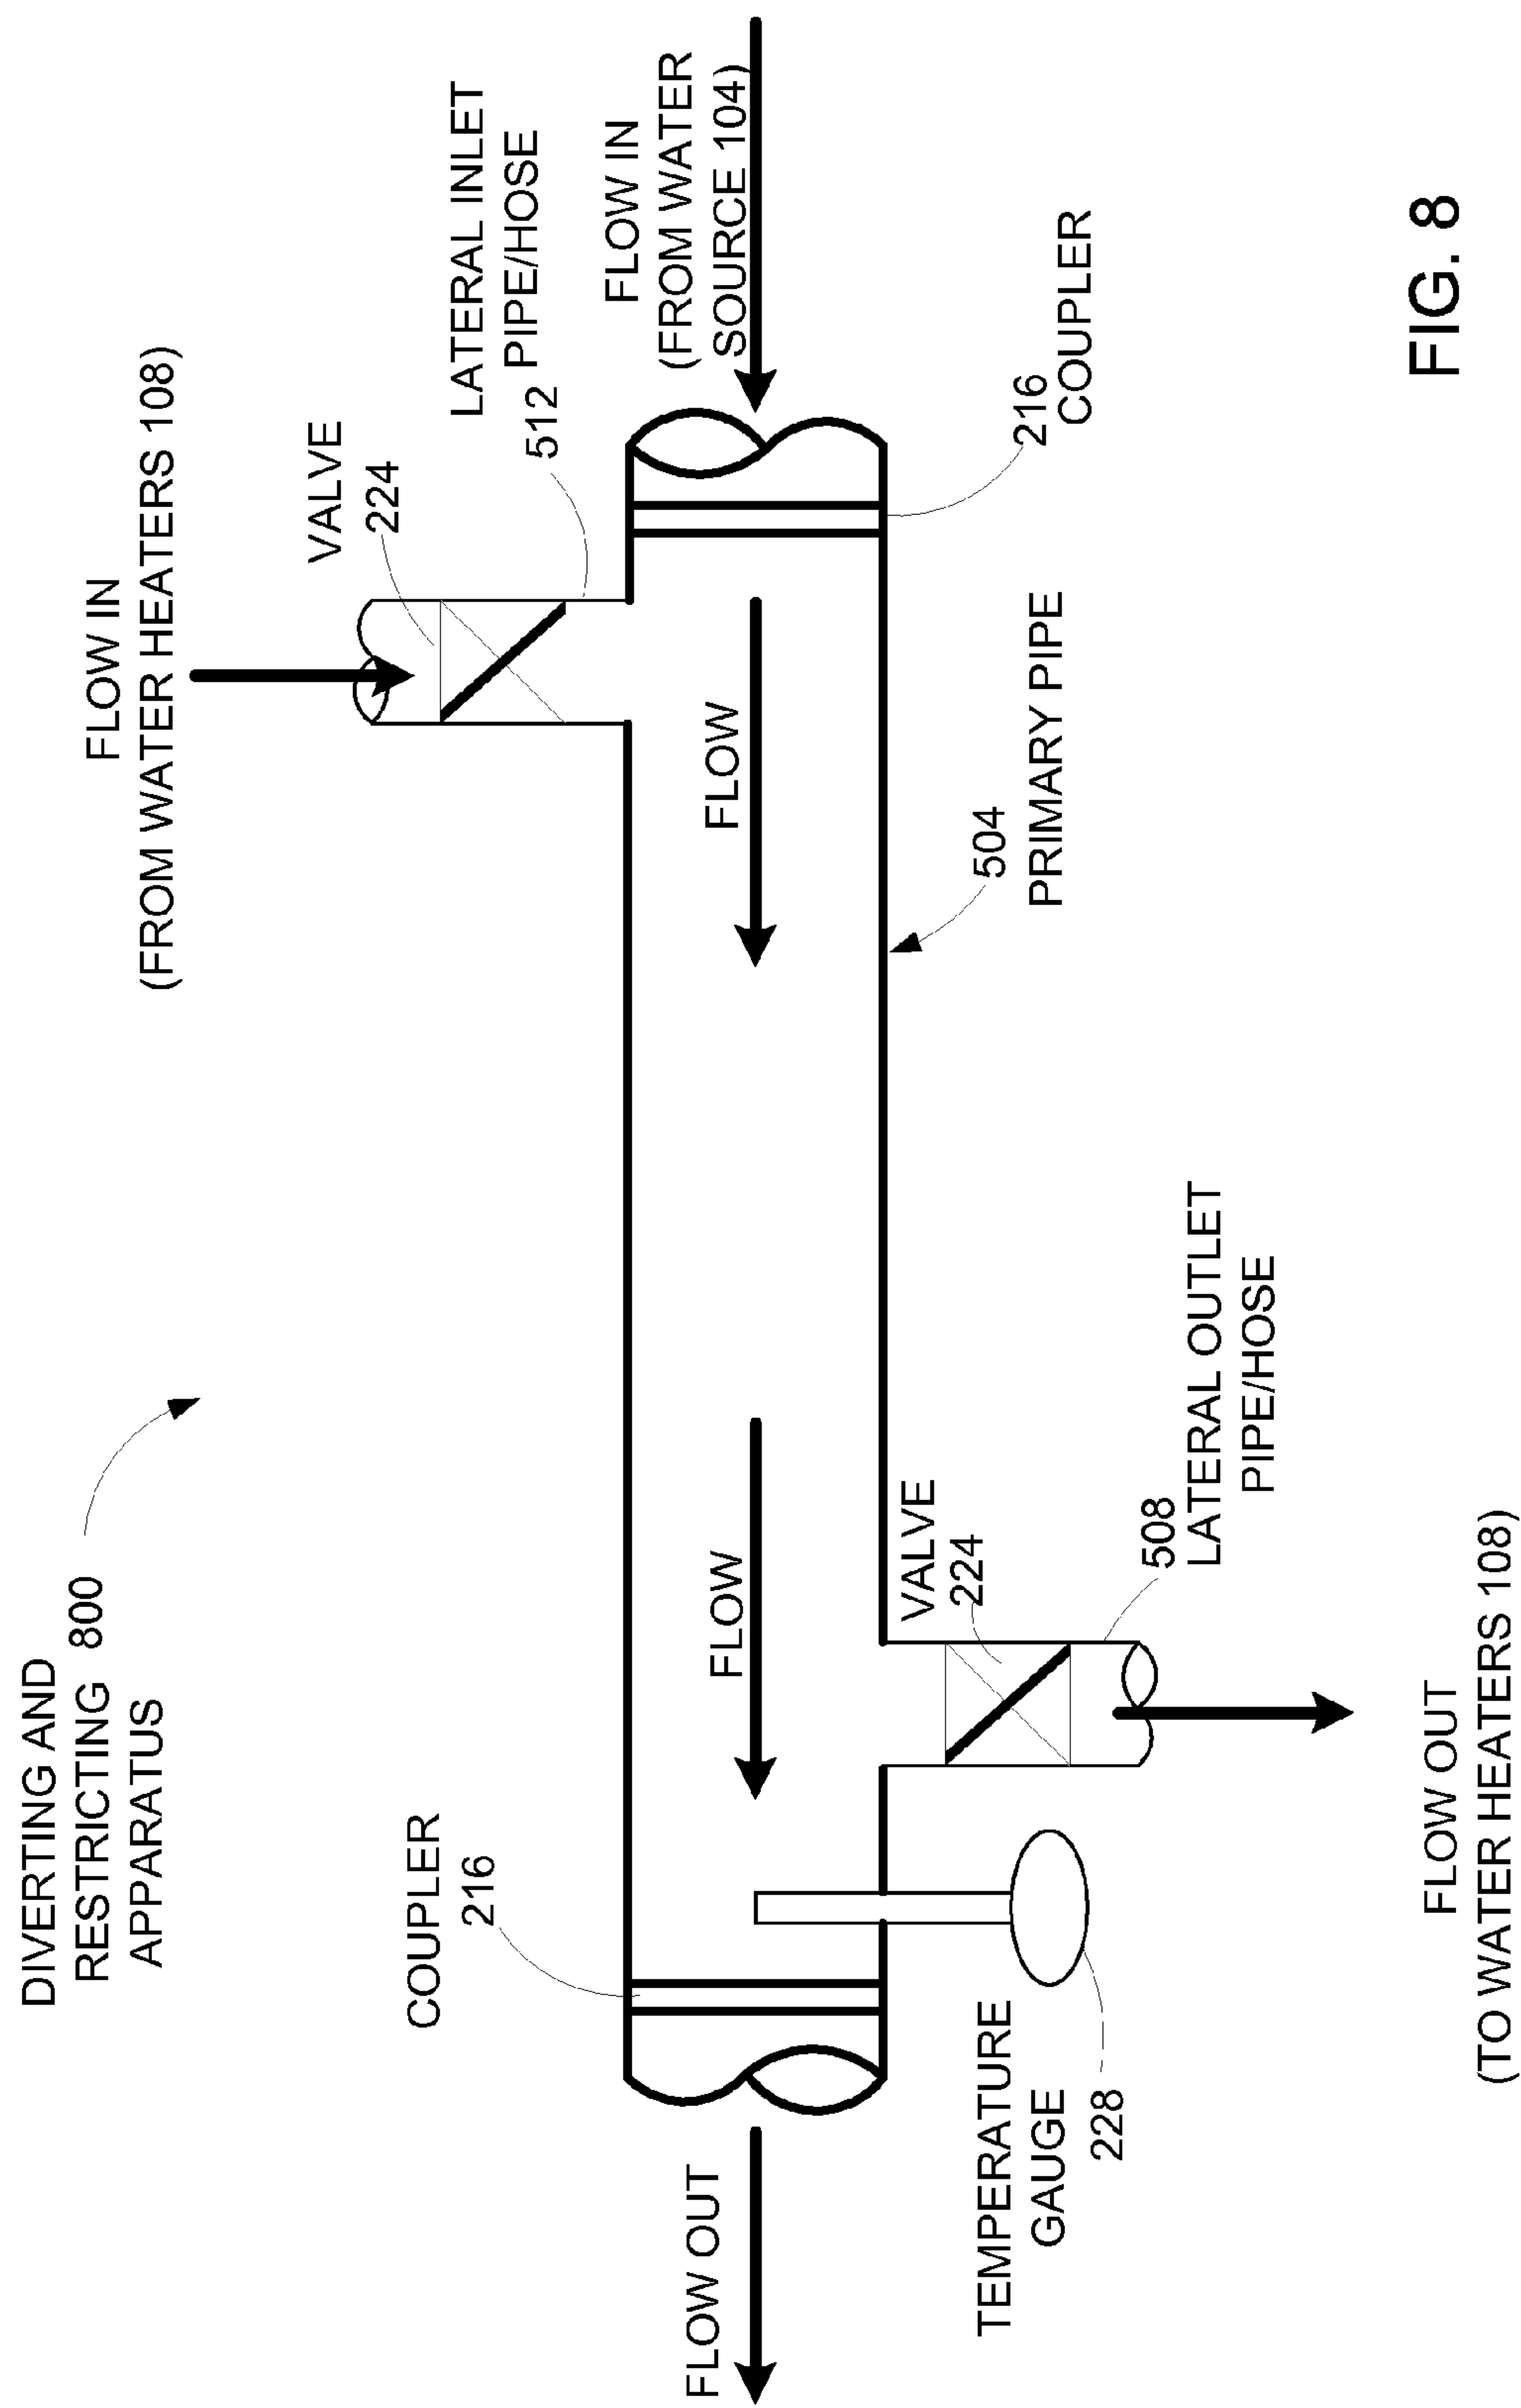 DIVERTING AND
RESTRICTING 800
APPARATUS
FLOW IN
(FROM WATER HEATERS 108)
VALVE
224
LATERAL INLET
PIPE/HOSE
512
COUPLER
216
FLOW IN
(FROM WATER
SOURCE 104)
FLOW OUT
FLOW
FLOW
216
COUPLER
504
PRIMARY PIPE
VALVE
224
TEMPERATURE
GAUGE
228
508
LATERAL OUTLET
PIPE/HOSE
FLOW OUT
(TO WATER HEATERS 108)
FIG. 8